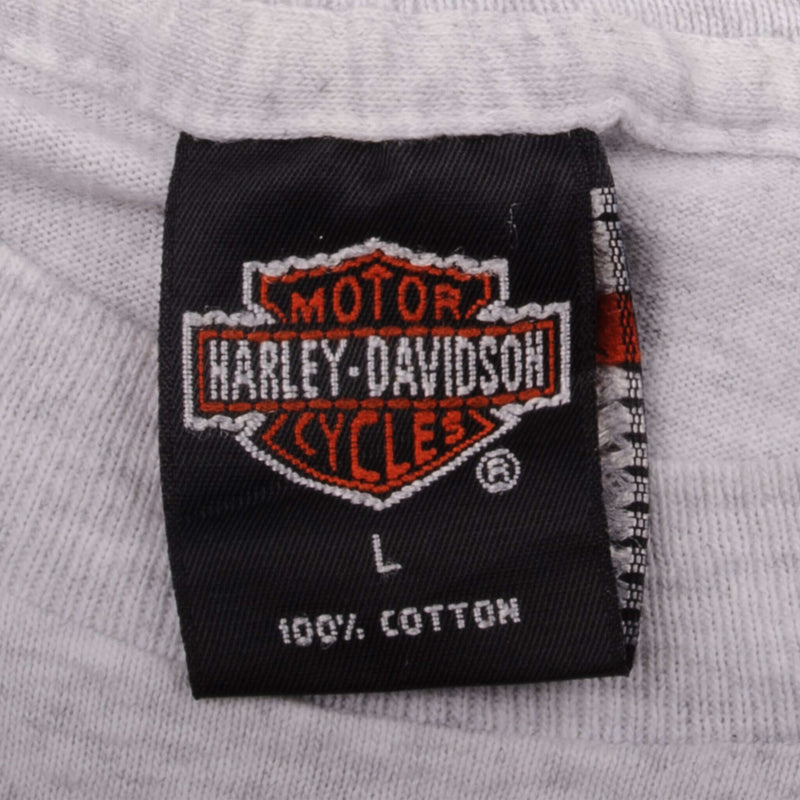 MOTOR
HARLEY-DAVIDSON
CYCLES
®
L
100% COTTON